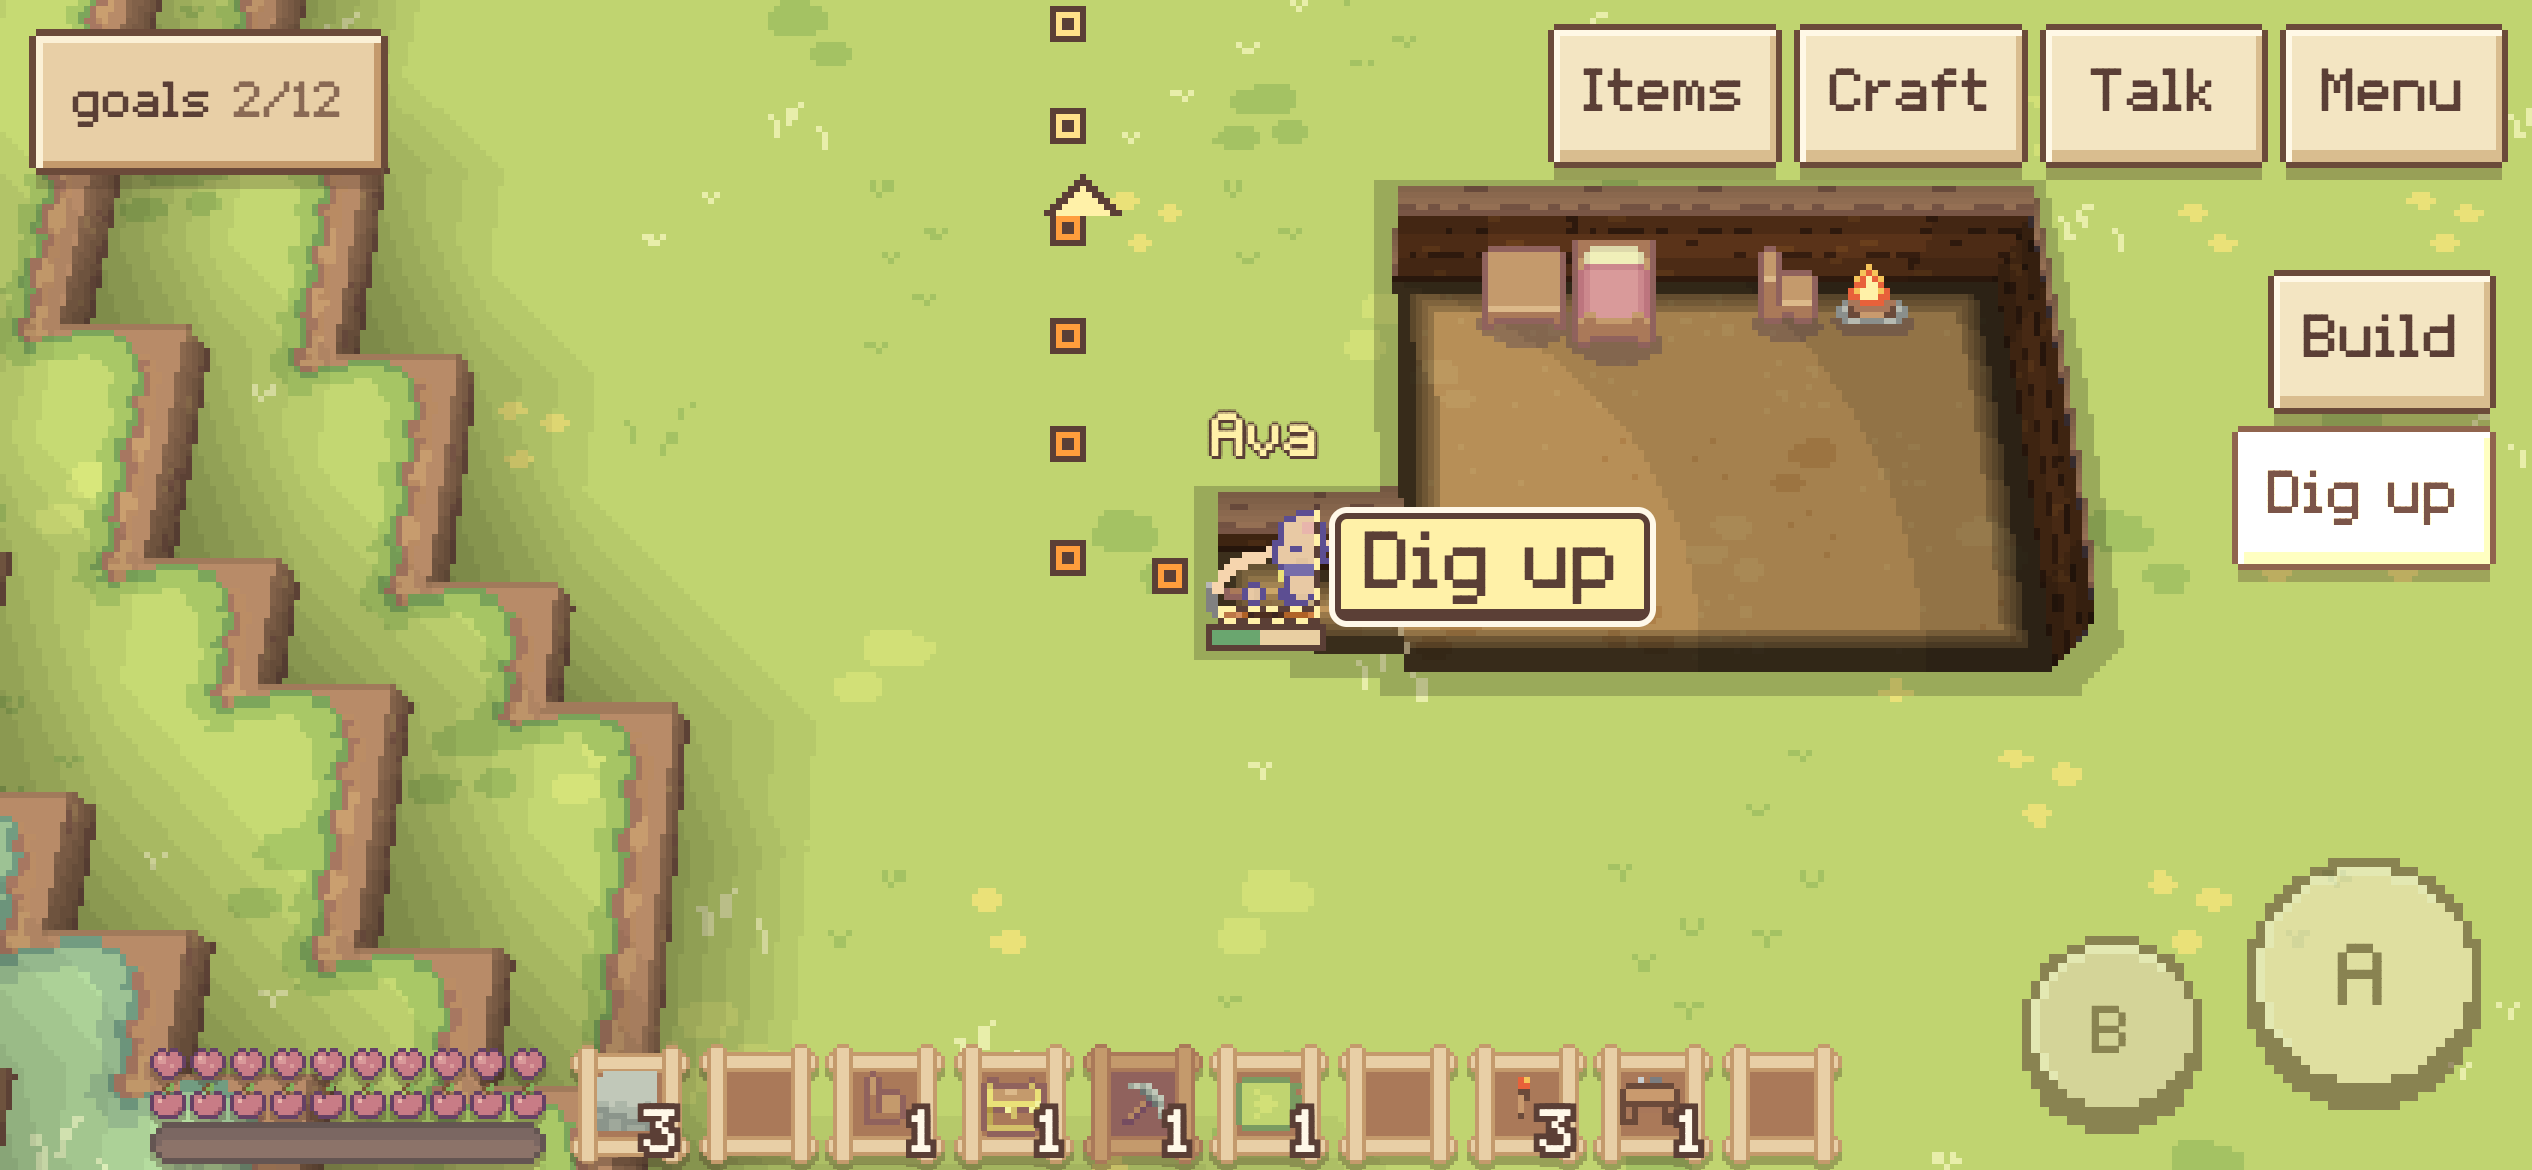 goals 2/12
Items
Craft
Talk
Menu
Build
Dig up
Ava
Dig up
A
B
3
1
1
1
1
3
1